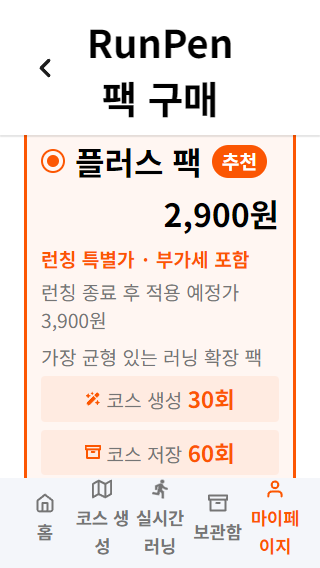 RunPen
팩 구매
플러스 팩 추천
2,900원
런칭 특별가 · 부가세 포함
런칭 종료 후 적용 예정가
3,900원
가장 균형 있는 러닝 확장 팩
코스 생성 30회
코스 저장 60회
홈
코스 생
성
실시간
러닝
보관함
마이페
이지